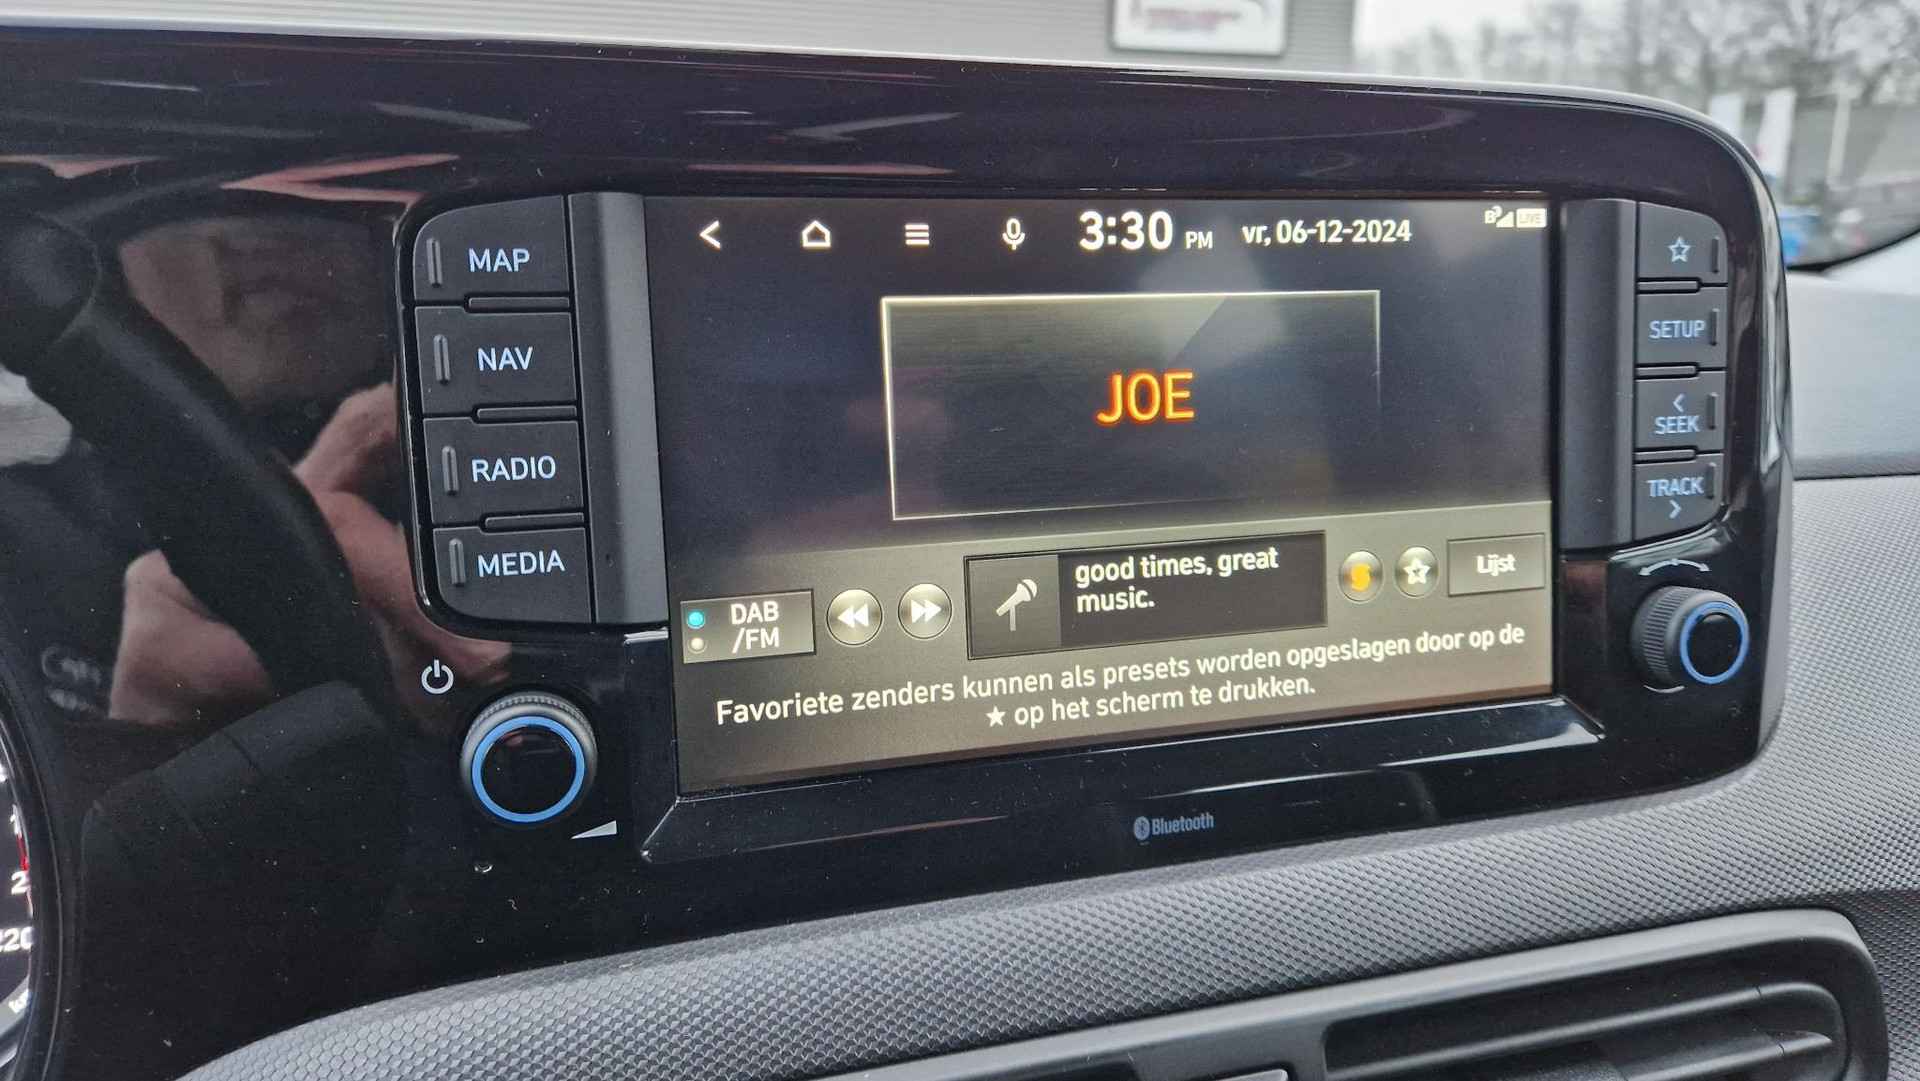 3:30 PM vr, 06-12-2024
LIVE
MAP
NAV
RADIO
MEDIA
JOE
DAB
/FM
good times, great
music.
Lijst
Favoriete zenders kunnen als presets worden opgeslagen door op de
★ op het scherm te drukken.
☆
SETUP
<
SEEK
TRACK
>
Bluetooth
220